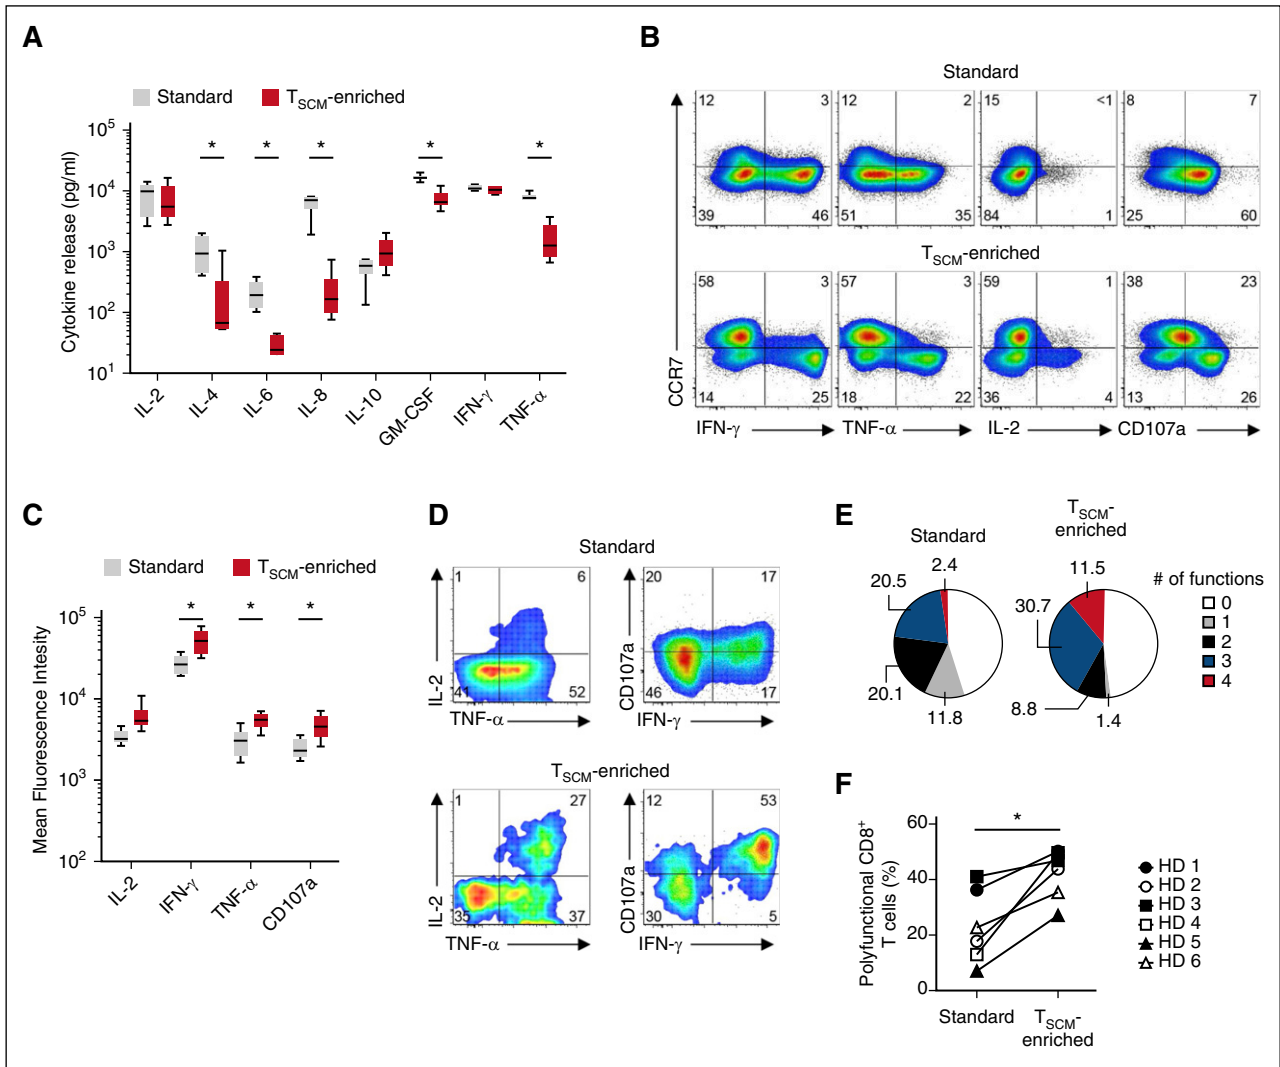 A
Standard
T_SCM-enriched
Cytokine release (pg/ml)
10^5
10^4
10^3
10^2
10^1
* * * * *
IL-2 IL-4 IL-6 IL-8 IL-10 GM-CSF IFN-γ TNF-α
B
Standard
12 3 12 2 15 <1 8 7
39 46 51 35 84 1 25 60
T_SCM-enriched
58 3 57 3 59 1 38 23
14 25 18 22 36 4 13 26
CCR7
IFN-γ TNF-α IL-2 CD107a
C
Standard
T_SCM-enriched
Mean Fluorescence Intesity
10^5
10^4
10^3
10^2
* * *
IL-2 IFN-γ TNF-α CD107a
D
Standard
1 6 20 17
41 52 46 17
IL-2 CD107a
TNF-α IFN-γ
T_SCM-enriched
1 27 12 53
35 37 30 5
IL-2 CD107a
TNF-α IFN-γ
E
Standard
2.4
20.5
20.1
11.8
T_SCM-
enriched
11.5
30.7
8.8
1.4
# of functions
0
1
2
3
4
F
Polyfunctional CD8+
T cells (%)
60
40
20
0
*
Standard
T_SCM-
enriched
HD 1
HD 2
HD 3
HD 4
HD 5
HD 6